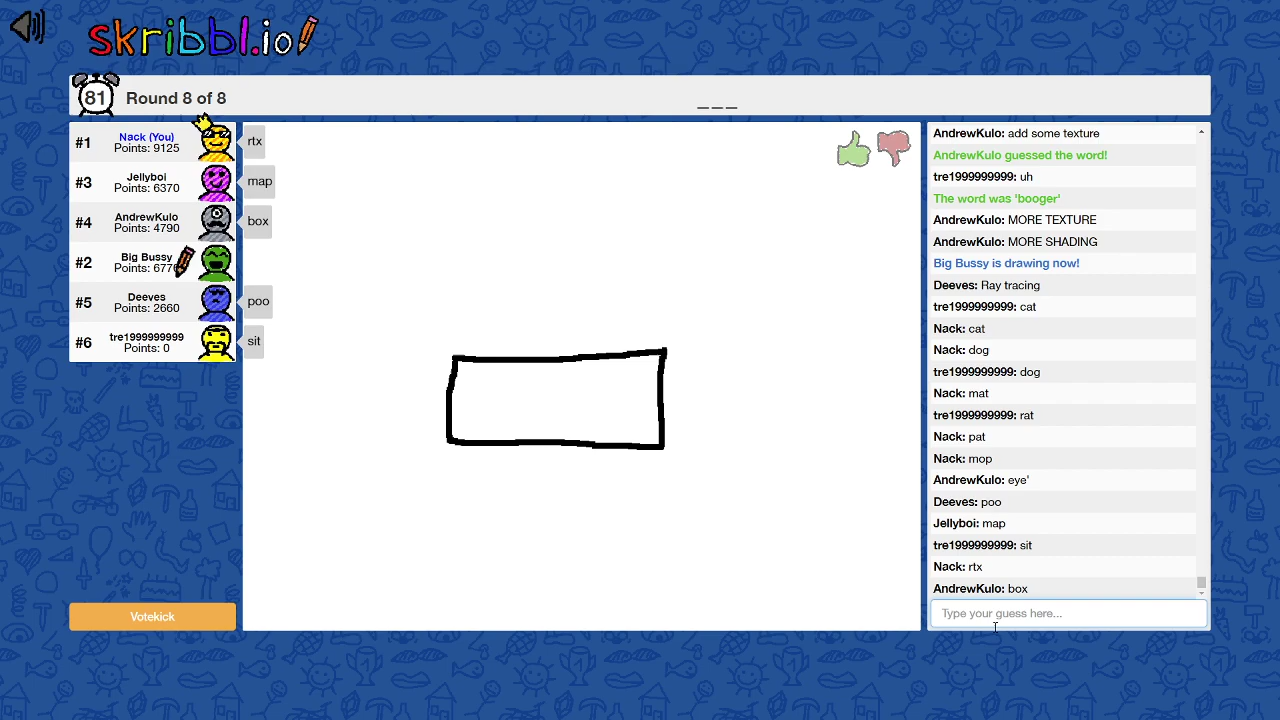 skribbl.io
81
Round 8 of 8
_ _ _
#1 Nack (You)
Points: 9125
rtx
#3 Jellyboi
Points: 6370
map
#4 AndrewKulo
Points: 4790
box
#2 Big Bussy
Points: 677
#5 Deeves
Points: 2660
poo
#6 tre1999999999
Points: 0
sit
Votekick
AndrewKulo: add some texture
AndrewKulo guessed the word!
tre1999999999: uh
The word was 'booger'
AndrewKulo: MORE TEXTURE
AndrewKulo: MORE SHADING
Big Bussy is drawing now!
Deeves: Ray tracing
tre1999999999: cat
Nack: cat
Nack: dog
tre1999999999: dog
Nack: mat
tre1999999999: rat
Nack: pat
Nack: mop
AndrewKulo: eye'
Deeves: poo
Jellyboi: map
tre1999999999: sit
Nack: rtx
AndrewKulo: box
Type your guess here...